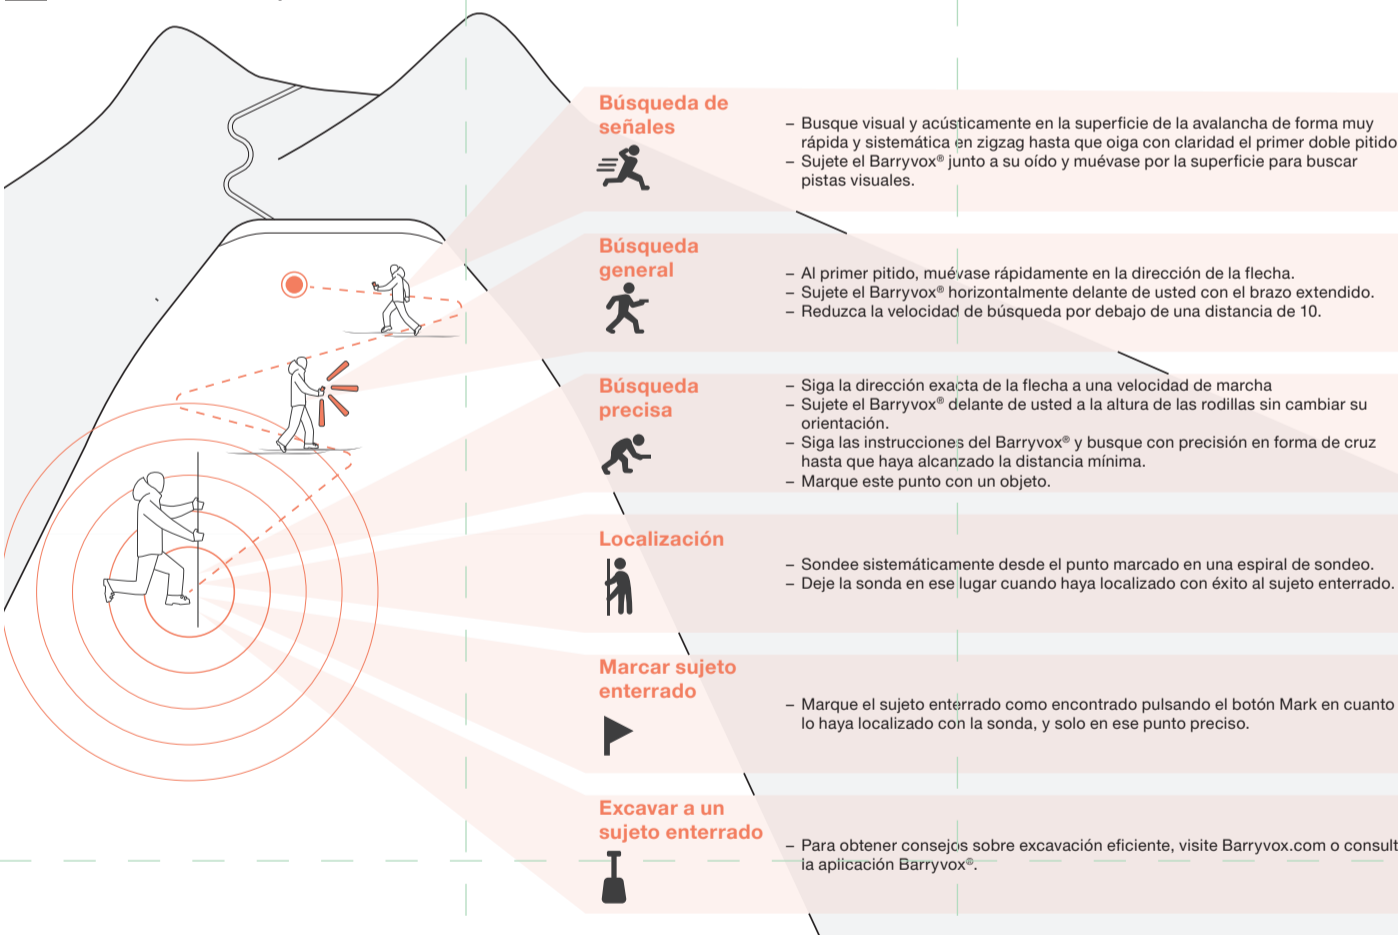 Búsqueda de
señales
– Busque visual y acústicamente en la superficie de la avalancha de forma muy
rápida y sistemática en zigzag hasta que oiga con claridad el primer doble pitido
– Sujete el Barryvox® junto a su oído y muévase por la superficie para buscar
pistas visuales.
Búsqueda
general
– Al primer pitido, muévase rápidamente en la dirección de la flecha.
– Sujete el Barryvox® horizontalmente delante de usted con el brazo extendido.
– Reduzca la velocidad de búsqueda por debajo de una distancia de 10.
Búsqueda
precisa
– Siga la dirección exacta de la flecha a una velocidad de marcha
– Sujete el Barryvox® delante de usted a la altura de las rodillas sin cambiar su
orientación.
– Siga las instrucciones del Barryvox® y busque con precisión en forma de cruz
hasta que haya alcanzado la distancia mínima.
– Marque este punto con un objeto.
Localización
– Sondee sistemáticamente desde el punto marcado en una espiral de sondeo.
– Deje la sonda en ese lugar cuando haya localizado con éxito al sujeto enterrado.
Marcar sujeto
enterrado
– Marque el sujeto enterrado como encontrado pulsando el botón Mark en cuanto
lo haya localizado con la sonda, y solo en ese punto preciso.
Excavar a un
sujeto enterrado
– Para obtener consejos sobre excavación eficiente, visite Barryvox.com o consult
la aplicación Barryvox®.